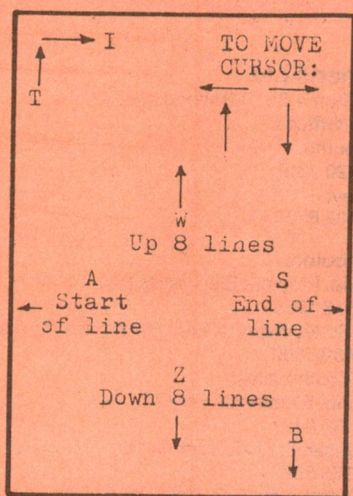 I
T
TO MOVE
CURSOR:
W
Up 8 lines
A
Start
of line
S
End of
line
Z
Down 8 lines
B